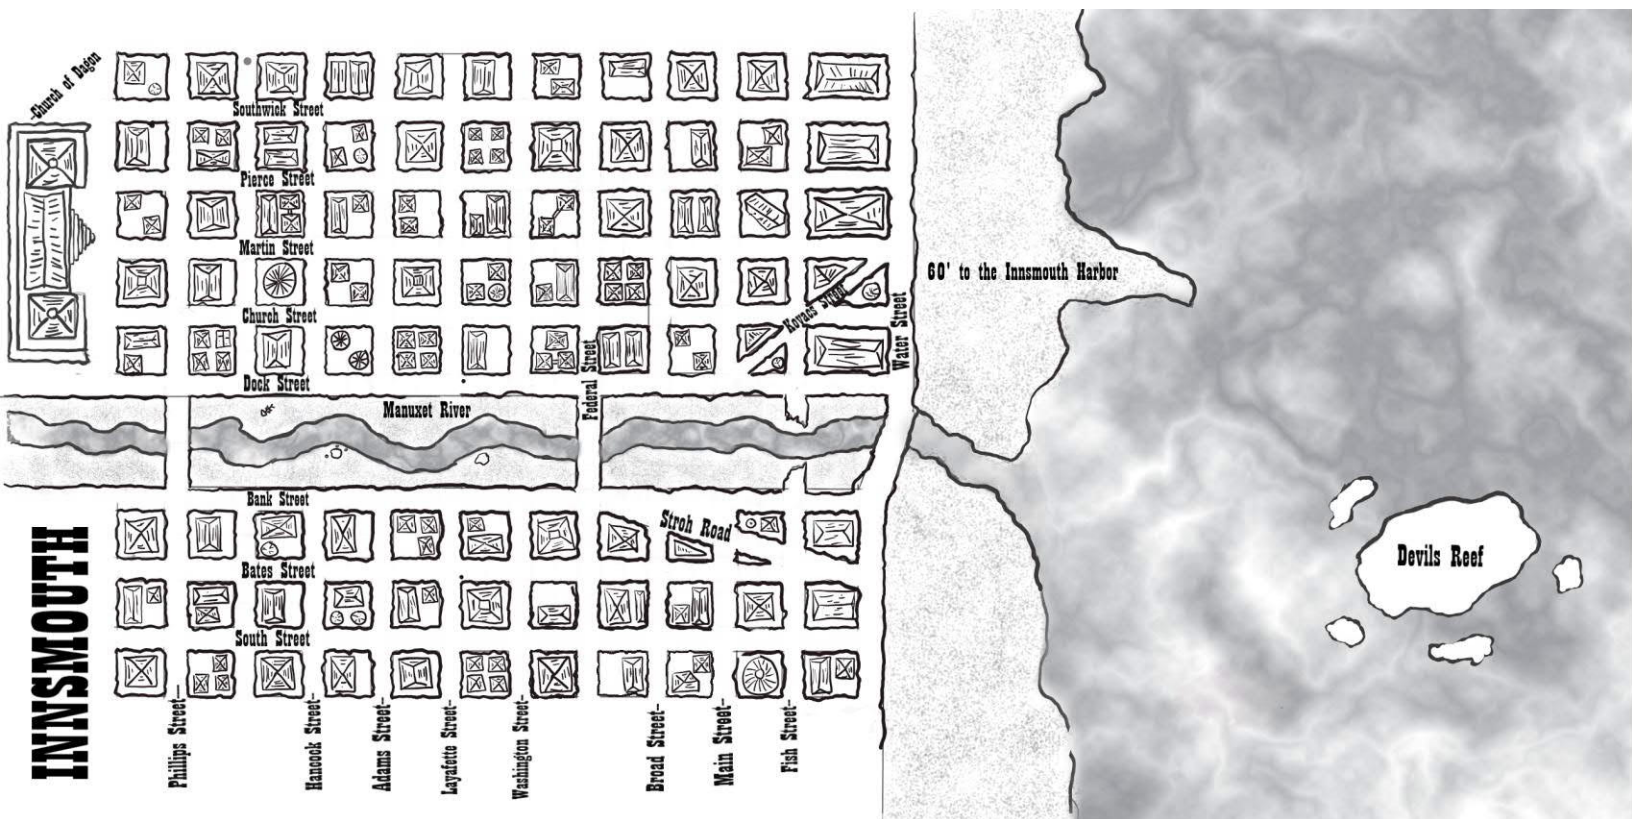 Church of Dagon
Southwick Street
Pierce Street
Martin Street
60' to the Innsmouth Harbor
Kovacs Street
Church Street
Water Street
Federal Street
Dock Street
Manuxet River
Bank Street
Stroh Road
Devils Reef
Bates Street
South Street
INNSMOUTH
Phillips Street
Hancock Street
Adams Street
Layafette Street
Washington Street
Broad Street
Main Street
Fish Street